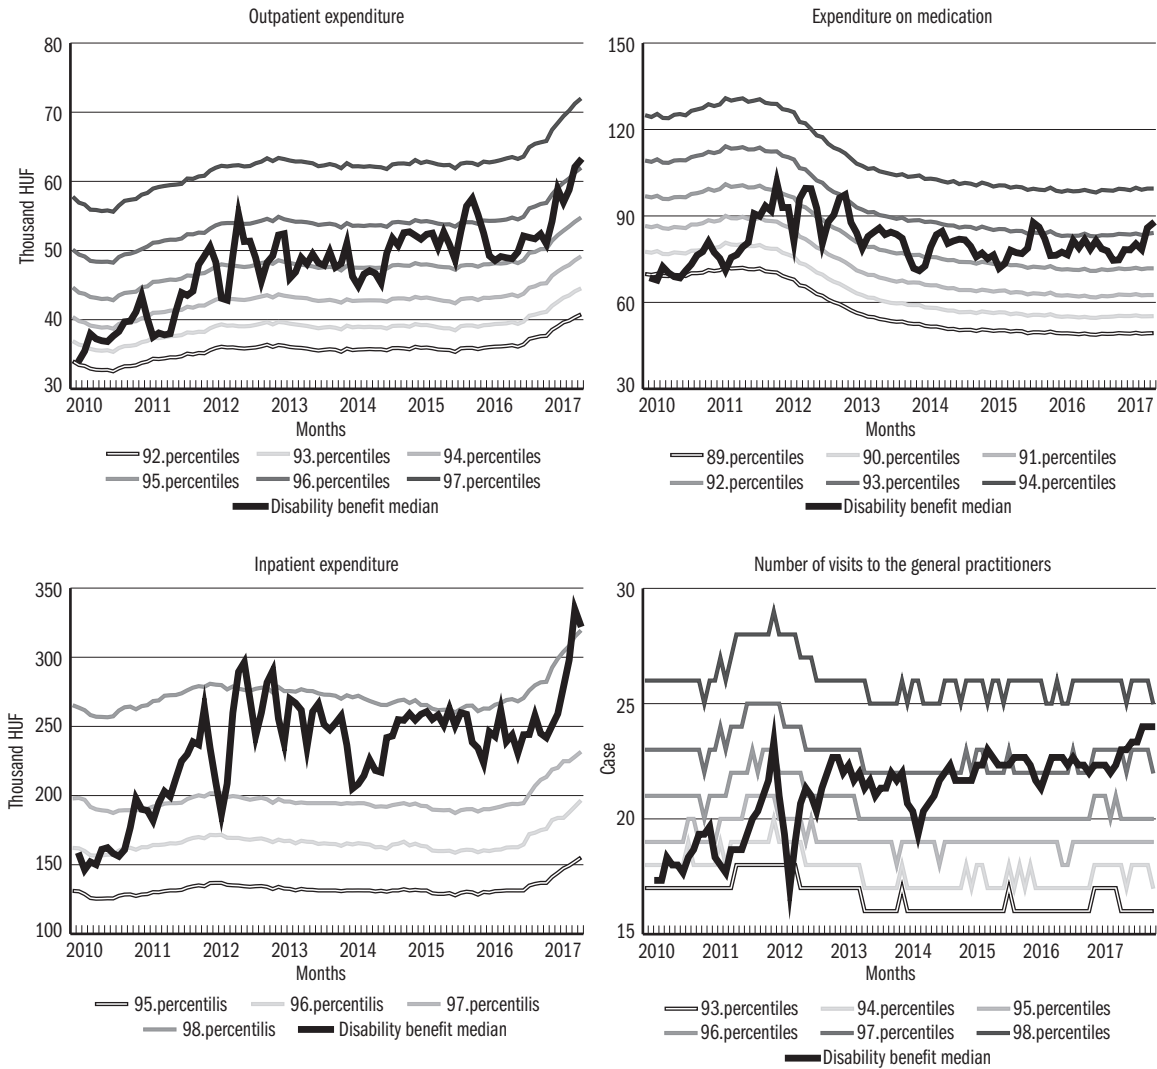 Outpatient expenditure
80
70
60
50
40
30
Thousand HUF
2010 2011 2012 2013 2014 2015 2016 2017
Months
92.percentiles 93.percentiles 94.percentiles
95.percentiles 96.percentiles 97.percentiles
Disability benefit median
Expenditure on medication
150
120
90
60
30
2010 2011 2012 2013 2014 2015 2016 2017
Months
89.percentiles 90.percentiles 91.percentiles
92.percentiles 93.percentiles 94.percentiles
Disability benefit median
Inpatient expenditure
350
300
250
200
150
100
Thousand HUF
2010 2011 2012 2013 2014 2015 2016 2017
Months
95.percentilis 96.percentilis 97.percentilis
98.percentilis Disability benefit median
Number of visits to the general practitioners
30
25
20
15
Case
2010 2011 2012 2013 2014 2015 2016 2017
Months
93.percentiles 94.percentiles 95.percentiles
96.percentiles 97.percentiles 98.percentiles
Disability benefit median